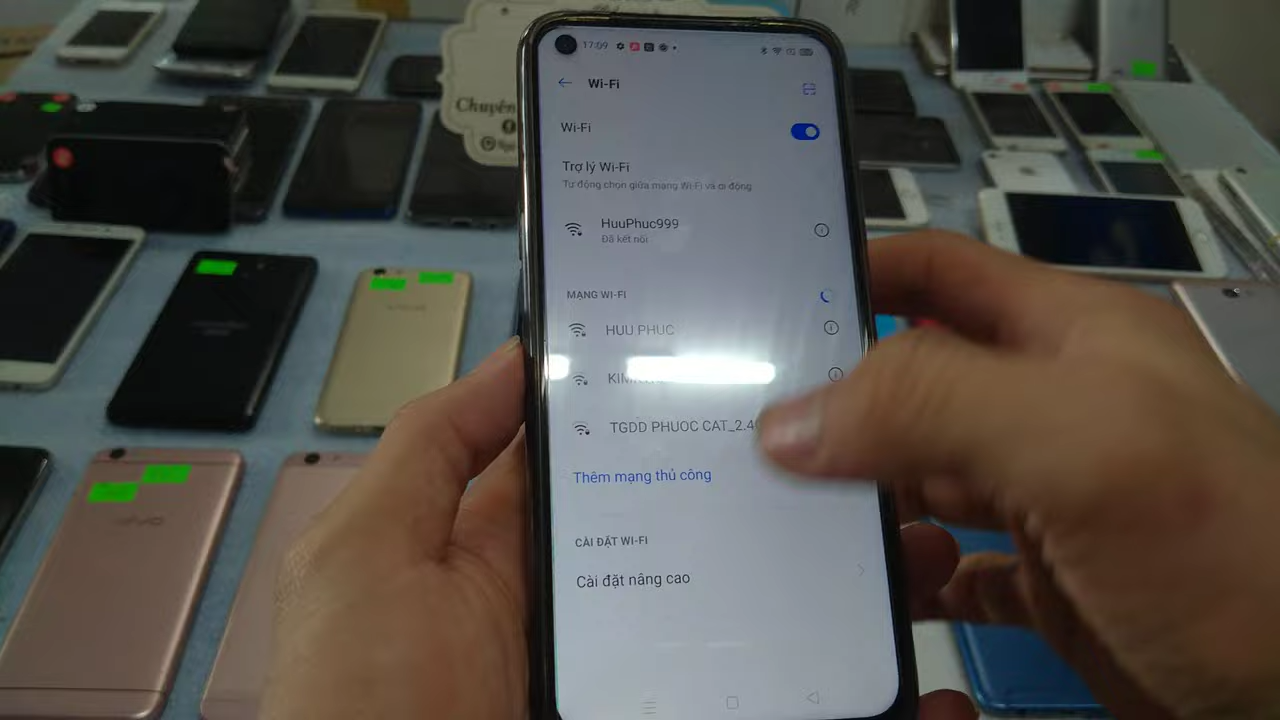 Chuyên
17:09
Wi-Fi
Wi-Fi
Trợ lý Wi-Fi
Tự động chọn giữa mạng Wi-Fi và di động
HuuPhuc999
Đã kết nối
MẠNG WI-FI
HUU PHUC
TGDD PHUOC CAT_2.4
Thêm mạng thủ công
CÀI ĐẶT WI-FI
Cài đặt nâng cao
vivo